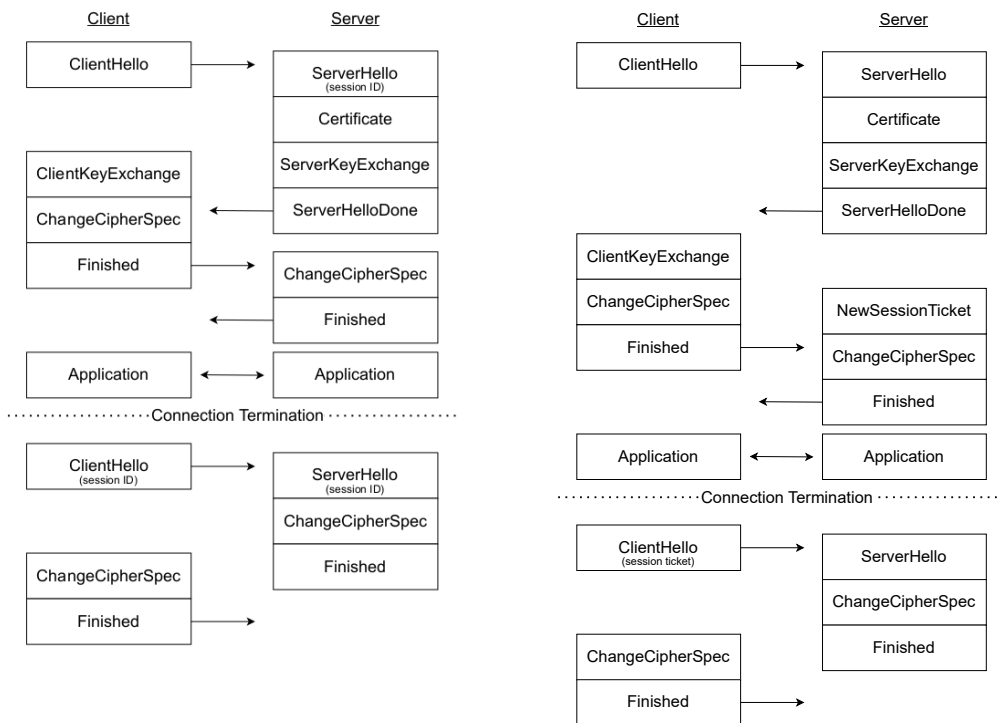 Client
Server
ClientHello
ServerHello
(session ID)
Certificate
ServerKeyExchange
ServerHelloDone
ClientKeyExchange
ChangeCipherSpec
Finished
ChangeCipherSpec
Finished
Application
Application
Connection Termination
ClientHello
(session ID)
ServerHello
(session ID)
ChangeCipherSpec
Finished
ChangeCipherSpec
Finished
Client
Server
ClientHello
ServerHello
Certificate
ServerKeyExchange
ServerHelloDone
ClientKeyExchange
ChangeCipherSpec
Finished
NewSessionTicket
ChangeCipherSpec
Finished
Application
Application
Connection Termination
ClientHello
(session ticket)
ServerHello
ChangeCipherSpec
Finished
ChangeCipherSpec
Finished